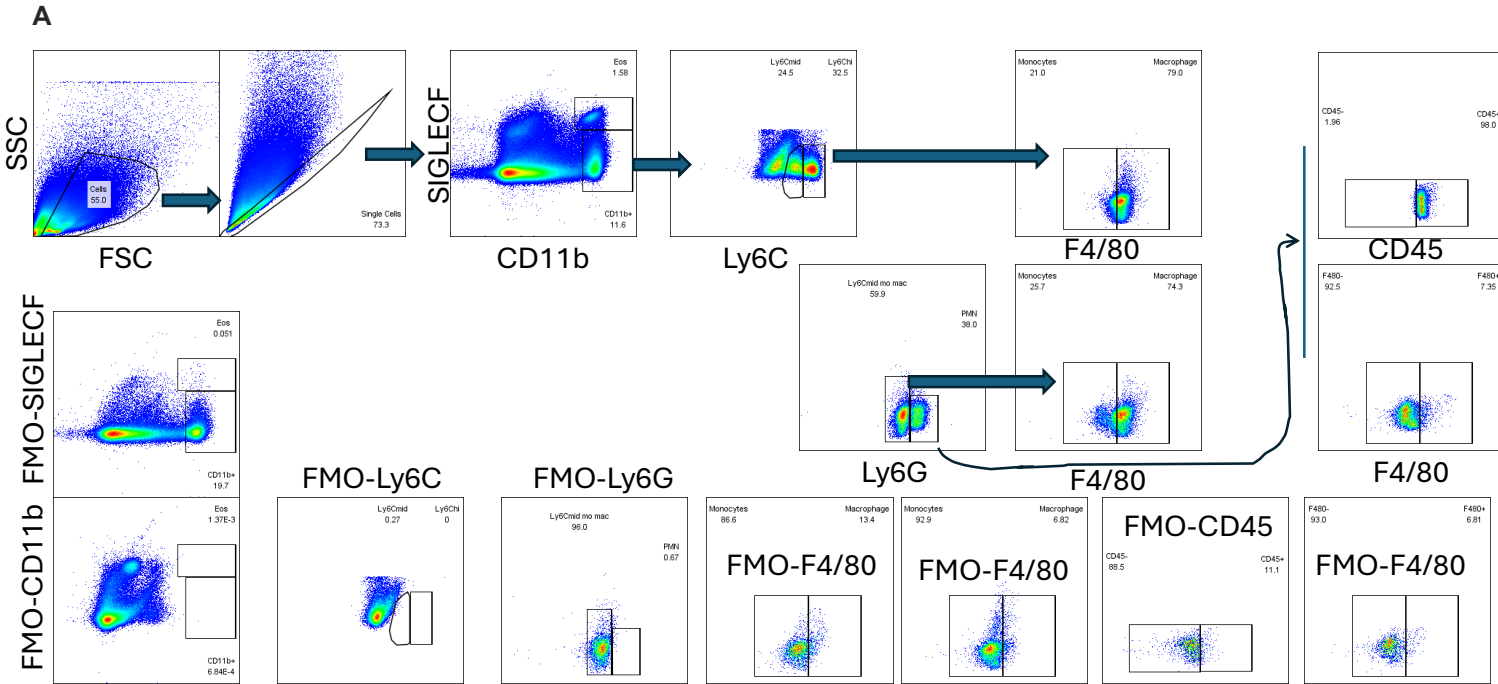 A
SSC
Cells
55.0
FSC
Single Cells
73.3
SIGLECF
Eos
1.58
CD11b+
11.6
CD11b
Ly6Cmid
24.5
Ly6Chi
32.5
Ly6C
Monocytes
21.0
Macrophage
79.0
F4/80
CD45-
1.96
CD45+
98.0
CD45
Ly6Cmid mo mac
59.9
PMN
38.0
Ly6G
Monocytes
25.7
Macrophage
74.3
F4/80
F480-
92.5
F480+
7.35
F4/80
FMO-SIGLECF
Eos
0.051
CD11b+
19.7
FMO-CD11b
Eos
1.37E-3
CD11b+
6.84E-4
FMO-Ly6C
Ly6Cmid
0.27
Ly6Chi
0
FMO-Ly6G
Ly6Cmid mo mac
96.0
PMN
0.67
Monocytes
86.6
Macrophage
13.4
FMO-F4/80
Monocytes
92.9
Macrophage
6.82
FMO-F4/80
FMO-CD45
CD45-
88.5
CD45+
11.1
F480-
93.0
F480+
6.81
FMO-F4/80